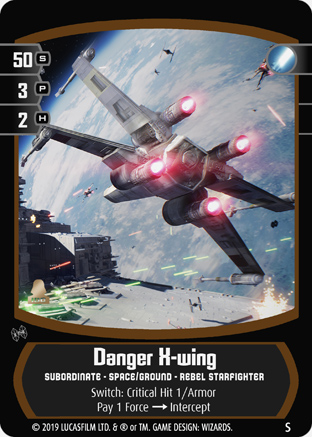 50 S
3 P
2 H
Danger X-wing
SUBORDINATE - SPACE/GROUND - REBEL STARFIGHTER
Switch: Critical Hit 1/Armor
Pay 1 Force → Intercept
© 2019 LUCASFILM LTD. & ® or TM. GAME DESIGN: WIZARDS. S